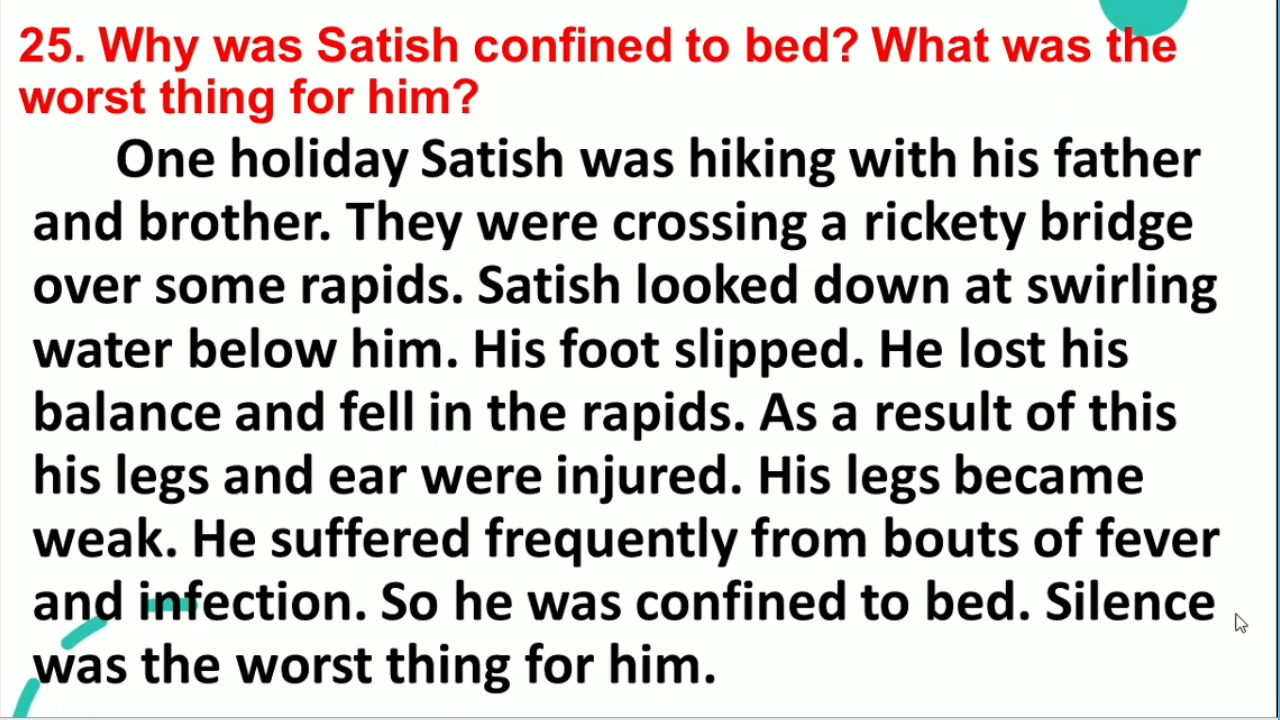 25. Why was Satish confined to bed? What was the
worst thing for him?
One holiday Satish was hiking with his father
and brother. They were crossing a rickety bridge
over some rapids. Satish looked down at swirling
water below him. His foot slipped. He lost his
balance and fell in the rapids. As a result of this
his legs and ear were injured. His legs became
weak. He suffered frequently from bouts of fever
and infection. So he was confined to bed. Silence
was the worst thing for him.